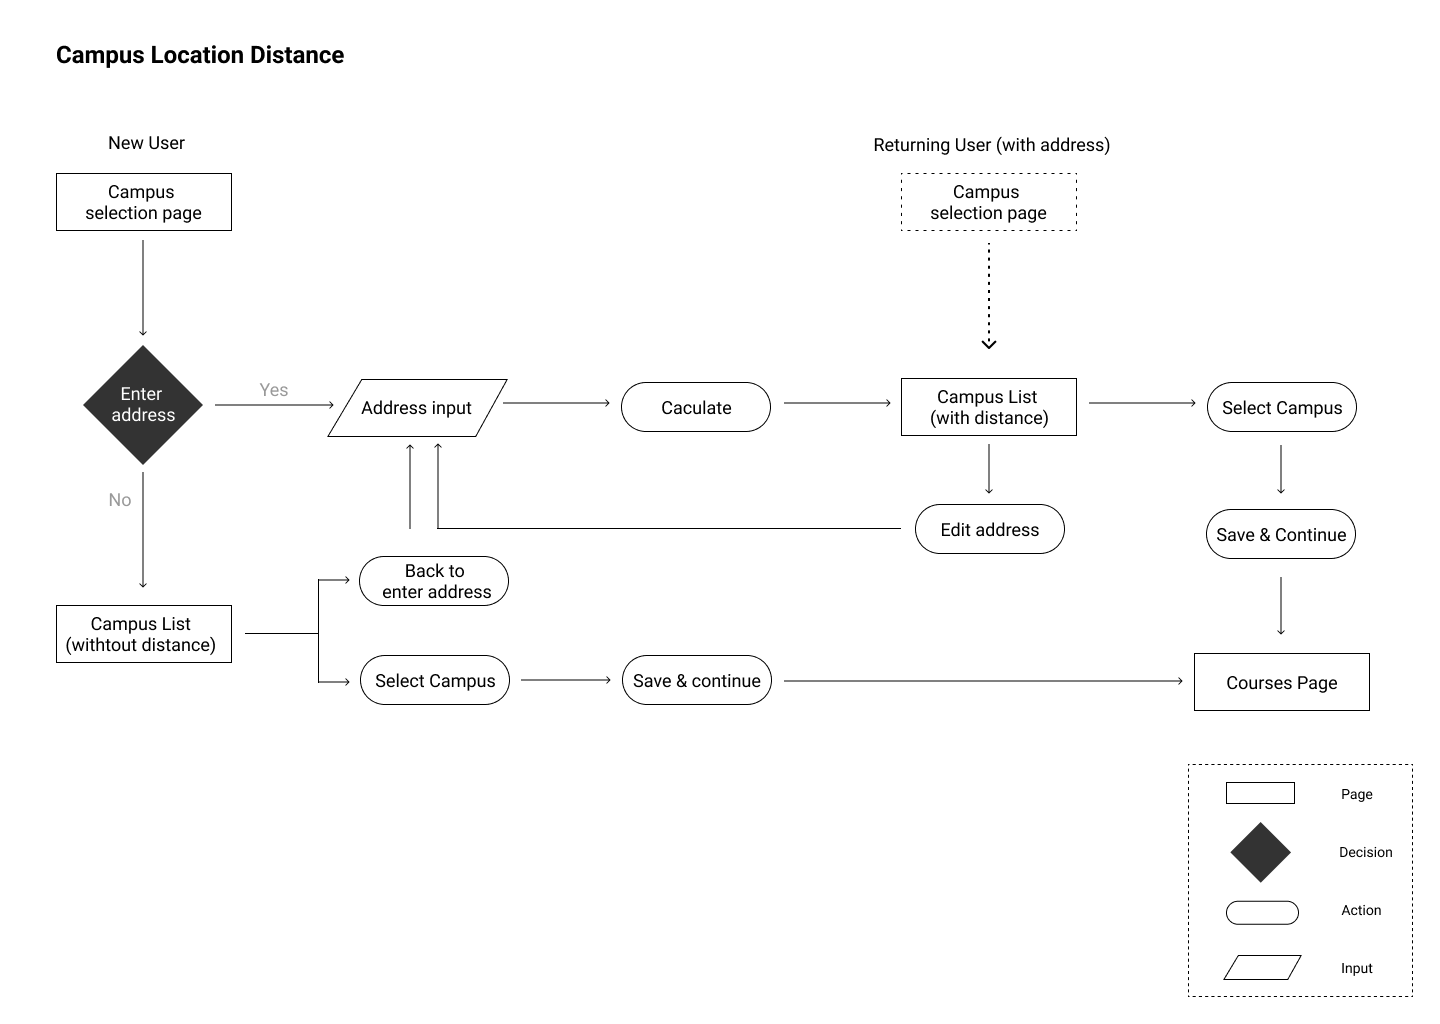 Campus Location Distance
New User
Returning User (with address)
Campus
selection page
Campus
selection page
Enter
address
Yes
Address input
Caculate
Campus List
(with distance)
Select Campus
No
Edit address
Save & Continue
Back to
enter address
Campus List
(withtout distance)
Select Campus
Save & continue
Courses Page
Page
Decision
Action
Input